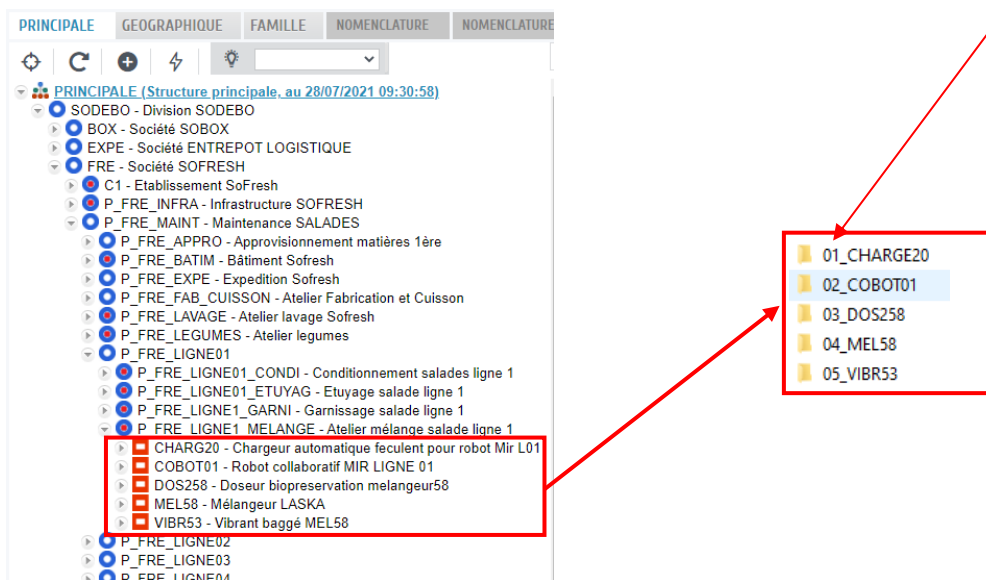 PRINCIPALE GEOGRAPHIQUE FAMILLE NOMENCLATURE NOMENCLATURE
PRINCIPALE (Structure principale, au 28/07/2021 09:30:58)
SODEBO - Division SODEBO
BOX - Société SOBOX
EXPE - Société ENTREPOT LOGISTIQUE
FRE - Société SOFRESH
C1 - Etablissement SoFresh
P_FRE_INFRA - Infrastructure SOFRESH
P_FRE_MAINT - Maintenance SALADES
P_FRE_APPRO - Approvisionnement matières 1ère
P_FRE_BATIM - Bâtiment Sofresh
P_FRE_EXPE - Expedition Sofresh
P_FRE_FAB_CUISSON - Atelier Fabrication et Cuisson
P_FRE_LAVAGE - Atelier lavage Sofresh
P_FRE_LEGUMES - Atelier legumes
P_FRE_LIGNE01
P_FRE_LIGNE01_CONDI - Conditionnement salades ligne 1
P_FRE_LIGNE01_ETUYAG - Etuyage salade ligne 1
P_FRE_LIGNE1_GARNI - Garnissage salade ligne 1
P_FRE_LIGNE1_MELANGE - Atelier mélange salade ligne 1
CHARG20 - Chargeur automatique feculent pour robot Mir L01
COBOT01 - Robot collaboratif MIR LIGNE 01
DOS258 - Doseur biopreservation melangeur58
MEL58 - Mélangeur LASKA
VIBR53 - Vibrant baggé MEL58
P_FRE_LIGNE02
P_FRE_LIGNE03
P_FRE_LIGNE04
01_CHARGE20
02_COBOT01
03_DOS258
04_MEL58
05_VIBR53